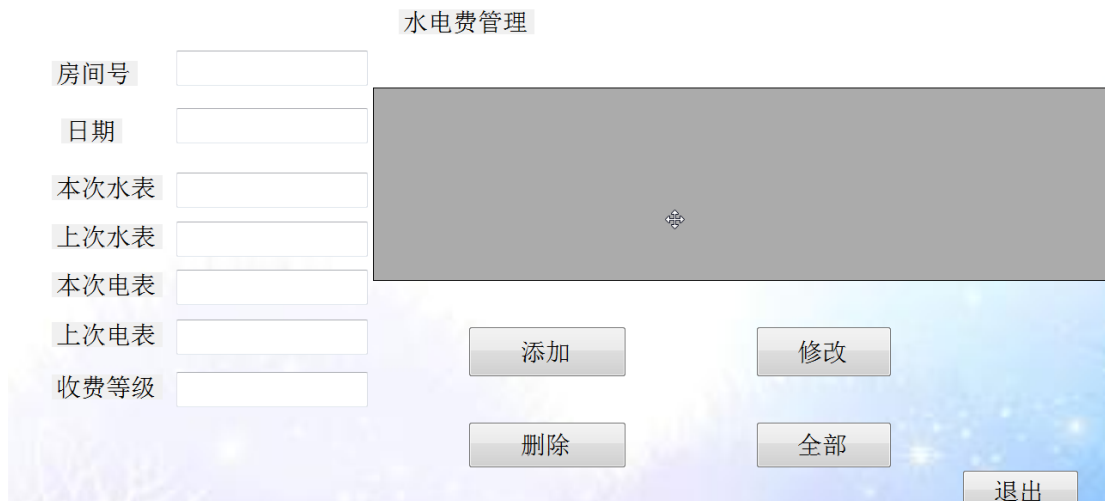 水电费管理
房间号
日期
本次水表
上次水表
本次电表
上次电表
收费等级
添加
修改
删除
全部
退出